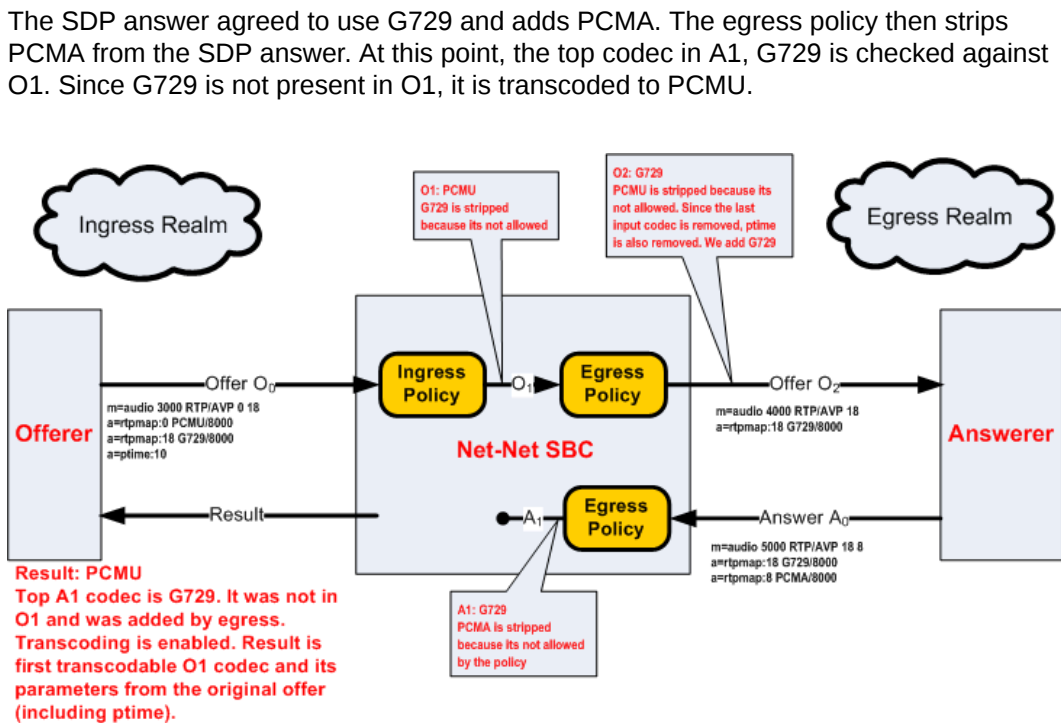 The SDP answer agreed to use G729 and adds PCMA. The egress policy then strips
PCMA from the SDP answer. At this point, the top codec in A1, G729 is checked against
O1. Since G729 is not present in O1, it is transcoded to PCMU.
Ingress Realm
O1: PCMU
G729 is stripped
because its not allowed
O2: G729
PCMU is stripped because its
not allowed. Since the last
input codec is removed, ptime
is also removed. We add G729
Egress Realm
Offerer
Offer O0
m=audio 3000 RTP/AVP 0 18
a=rtpmap:0 PCMU/8000
a=rtpmap:18 G729/8000
a=ptime:10
Ingress
Policy
O1
Egress
Policy
Net-Net SBC
Offer O2
m=audio 4000 RTP/AVP 18
a=rtpmap:18 G729/8000
Answerer
Result
A1
Egress
Policy
Answer A0
m=audio 5000 RTP/AVP 18 8
a=rtpmap:18 G729/8000
a=rtpmap:8 PCMA/8000
Result: PCMU
Top A1 codec is G729. It was not in
O1 and was added by egress.
Transcoding is enabled. Result is
first transcodable O1 codec and its
parameters from the original offer
(including ptime).
A1: G729
PCMA is stripped
because its not allowed
by the policy